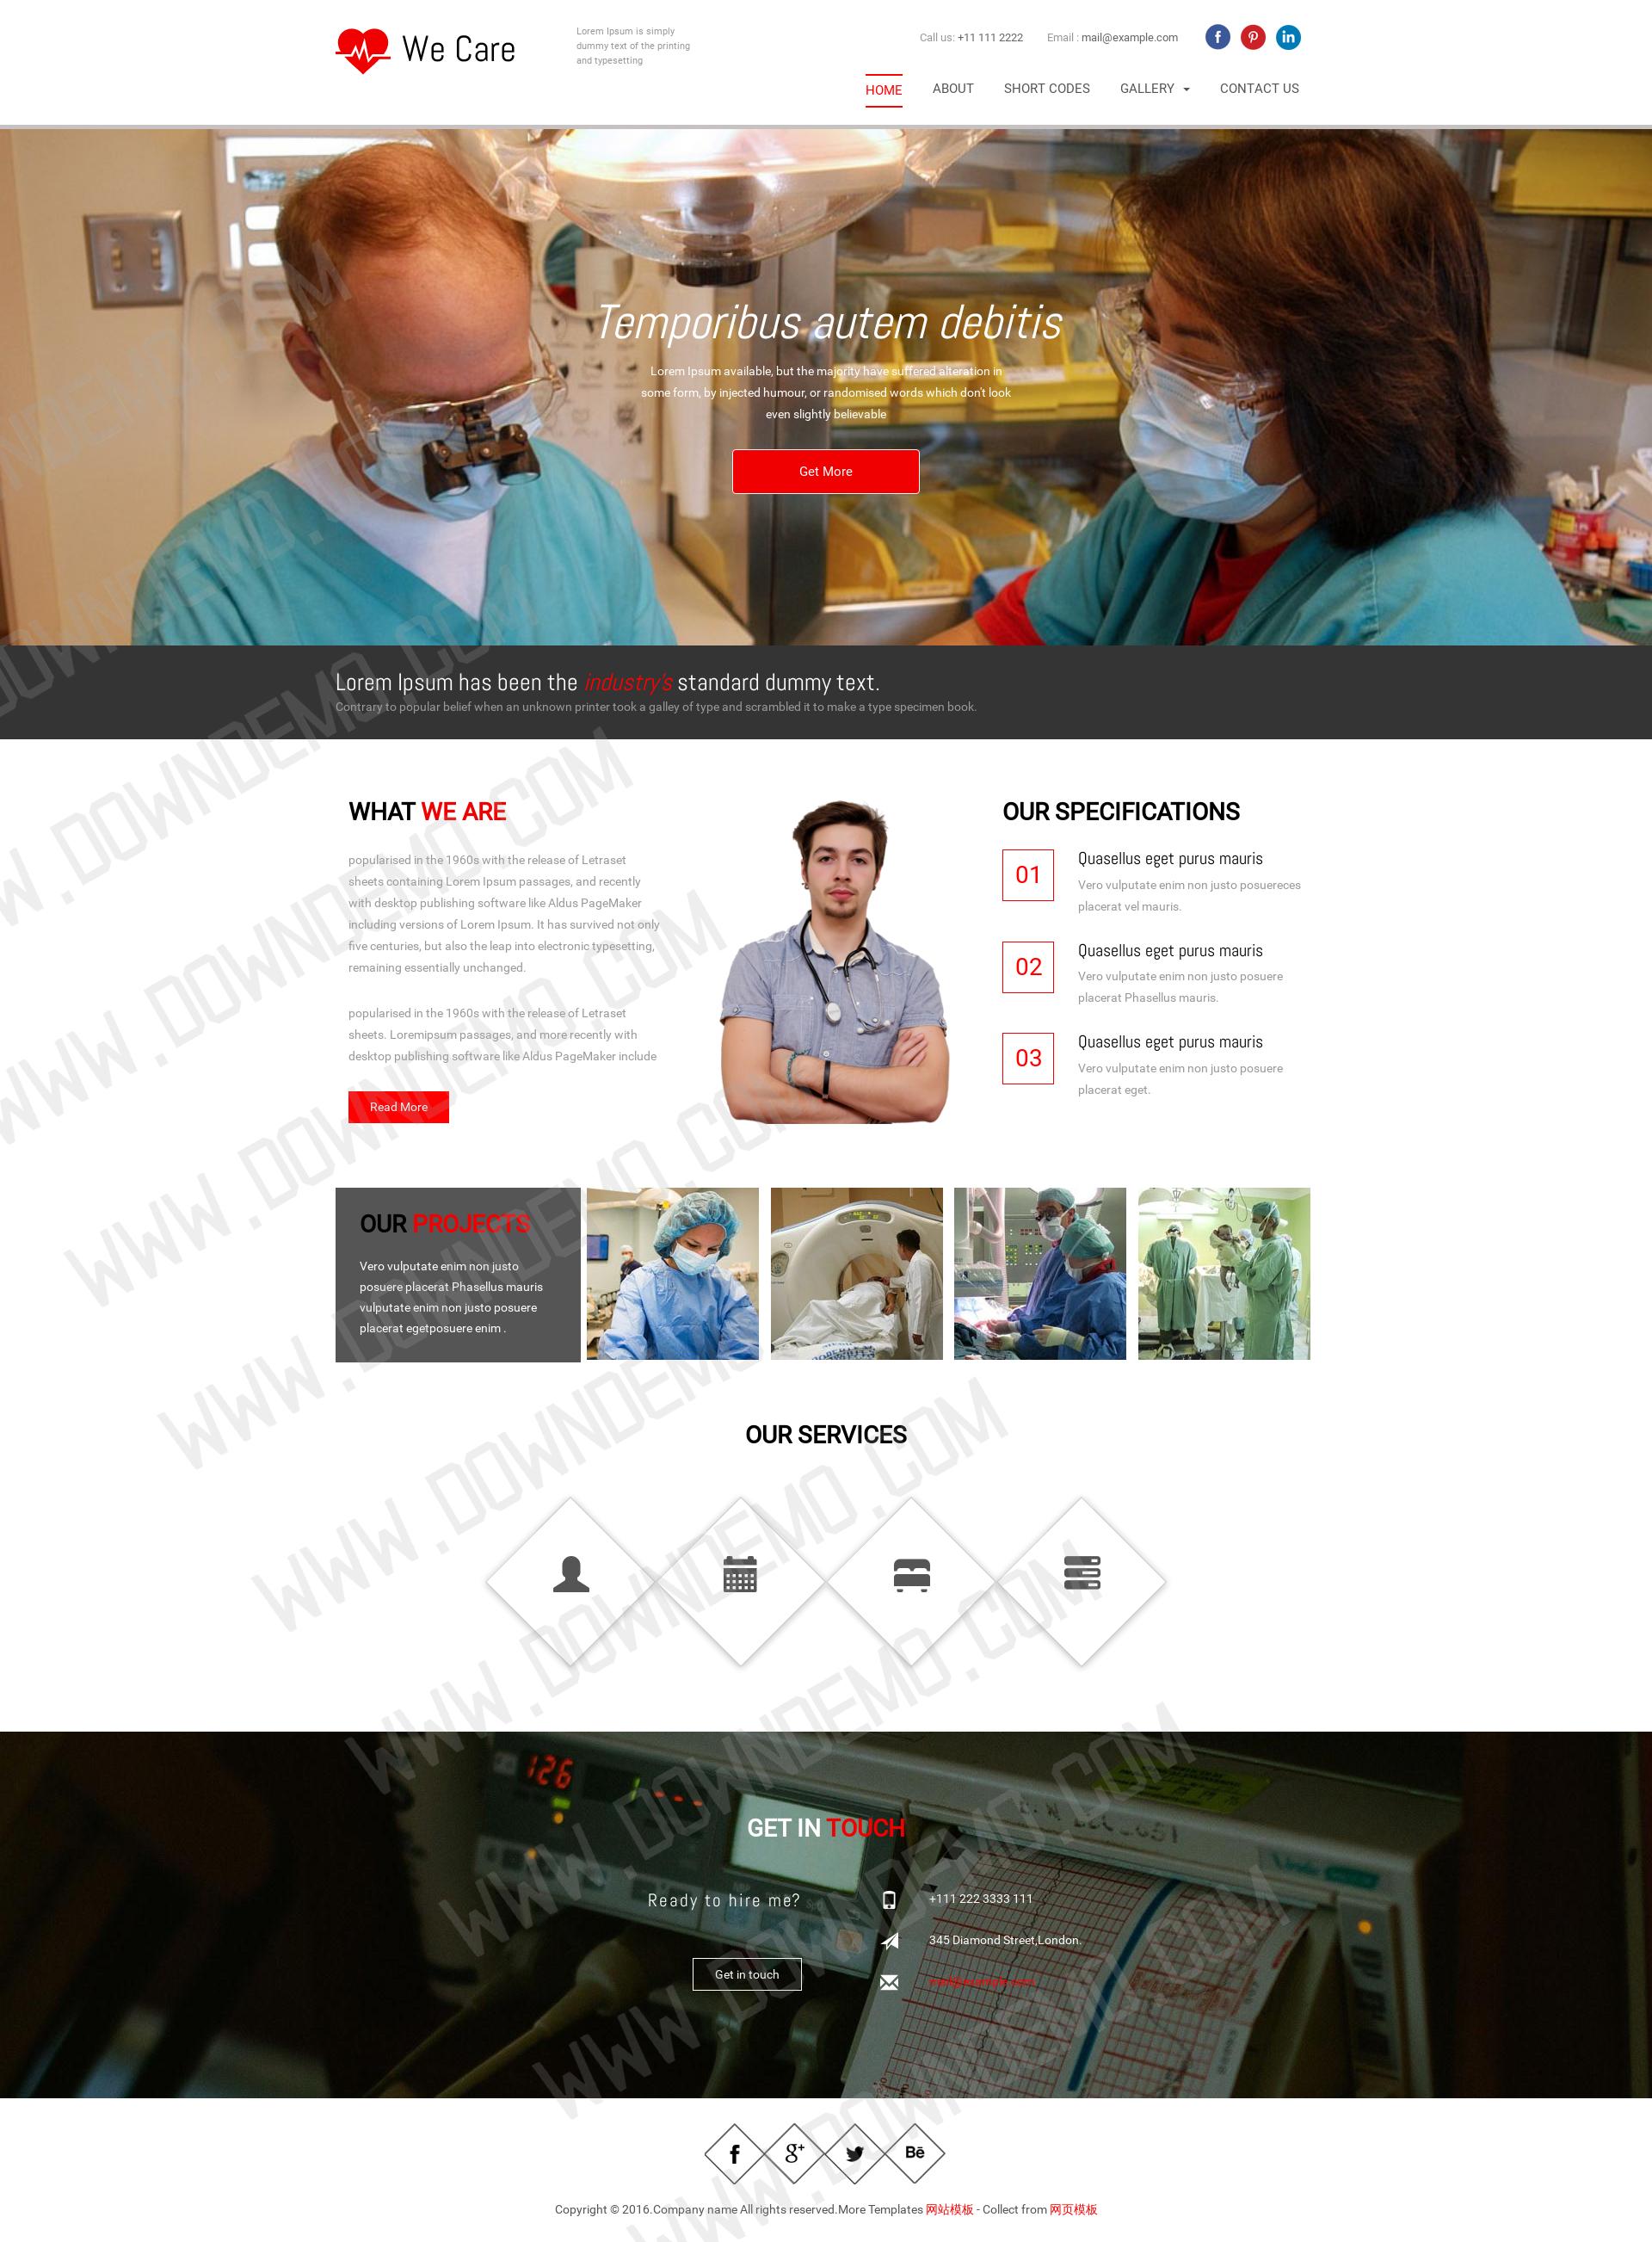 We Care
Lorem Ipsum is simply
dummy text of the printing
and typesetting
Call us: +11 111 2222
Email : mail@example.com
HOME
ABOUT
SHORT CODES
GALLERY
CONTACT US
Temporibus autem debitis
Lorem Ipsum available, but the majority have suffered alteration in
some form, by injected humour, or randomised words which don't look
even slightly believable
Get More
Lorem Ipsum has been the industry's standard dummy text.
Contrary to popular belief when an unknown printer took a galley of type and scrambled it to make a type specimen book.
WHAT WE ARE
popularised in the 1960s with the release of Letraset
sheets containing Lorem Ipsum passages, and recently
with desktop publishing software like Aldus PageMaker
including versions of Lorem Ipsum. It has survived not only
five centuries, but also the leap into electronic typesetting,
remaining essentially unchanged.
popularised in the 1960s with the release of Letraset
sheets. Loremipsum passages, and more recently with
desktop publishing software like Aldus PageMaker include
Read More
OUR SPECIFICATIONS
01
Quasellus eget purus mauris
Vero vulputate enim non justo posuereces
placerat vel mauris.
02
Quasellus eget purus mauris
Vero vulputate enim non justo posuere
placerat Phasellus mauris.
03
Quasellus eget purus mauris
Vero vulputate enim non justo posuere
placerat eget.
OUR PROJECTS
Vero vulputate enim non justo
posuere placerat Phasellus mauris
vulputate enim non justo posuere
placerat egetposuere enim .
OUR SERVICES
126
GET IN TOUCH
Ready to hire me?
Get in touch
+111 222 3333 111
345 Diamond Street,London.
mail@example.com
Copyright © 2016.Company name All rights reserved.More Templates 网站模板 - Collect from 网页模板
WWW.DOWNDEMO.COM